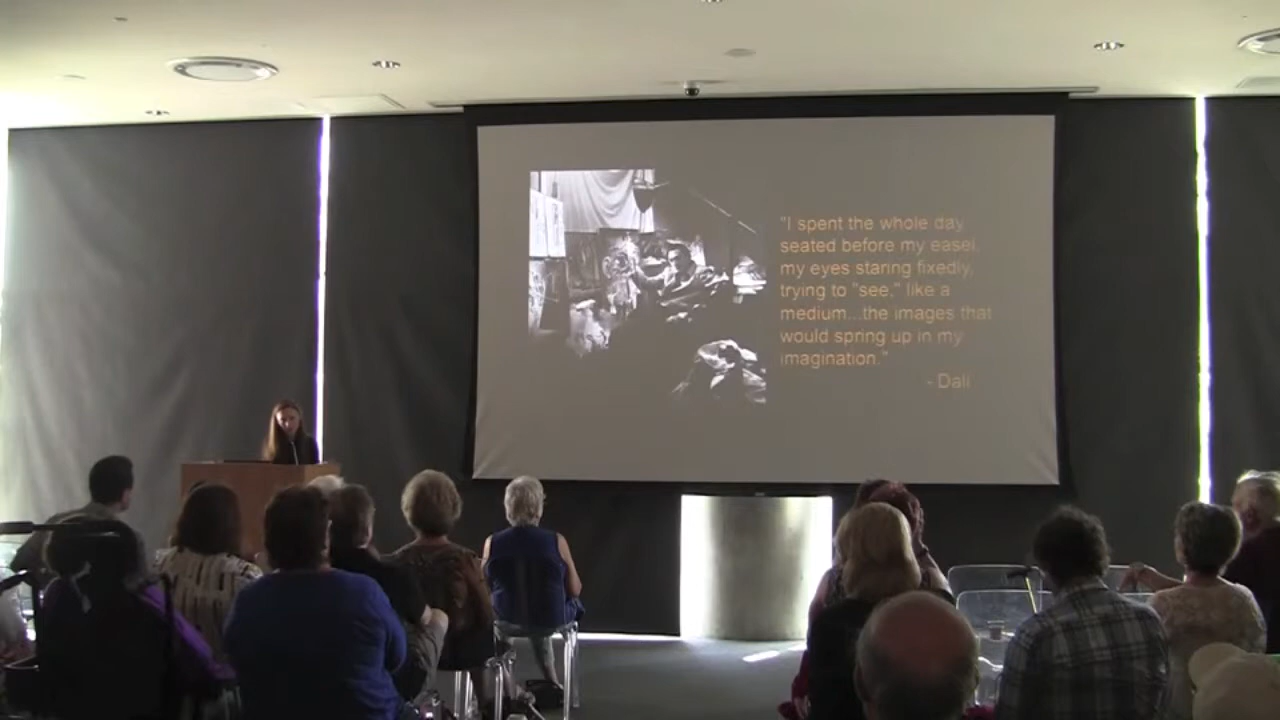 "I spent the whole day
seated before my easel,
my eyes staring fixedly,
trying to "see," like a
medium...the images that
would spring up in my
imagination."
- Dali